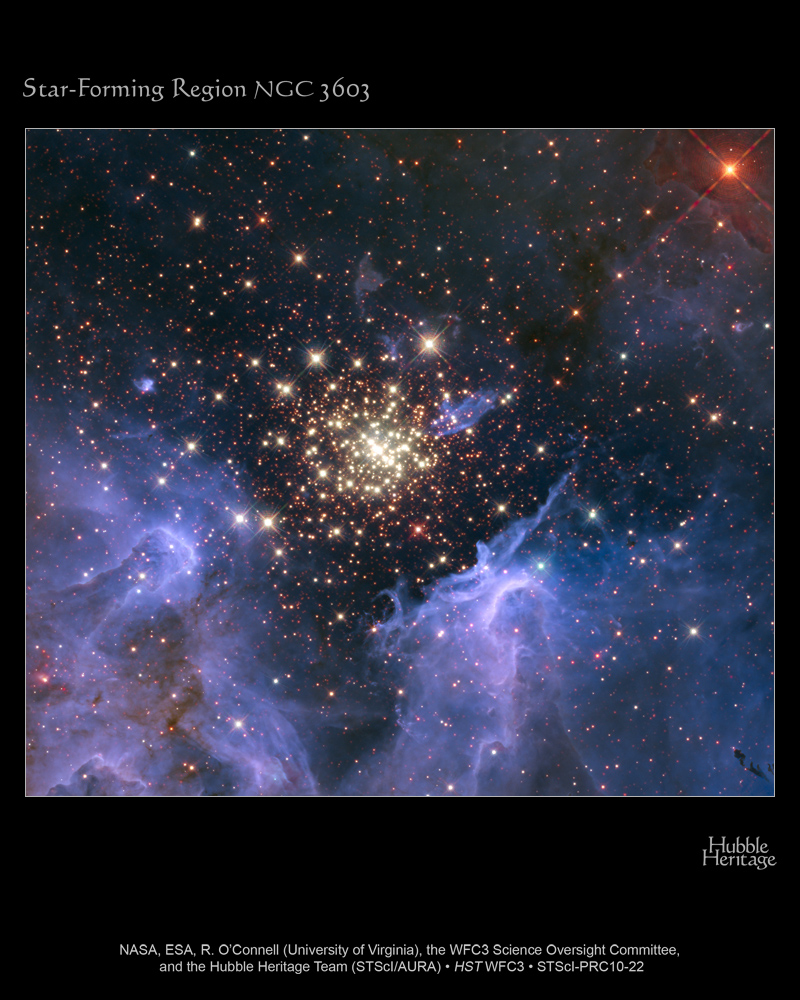 Star-Forming Region NGC 3603
Hubble
Heritage
NASA, ESA, R. O’Connell (University of Virginia), the WFC3 Science Oversight Committee,
and the Hubble Heritage Team (STScI/AURA) • HST WFC3 • STScI-PRC10-22